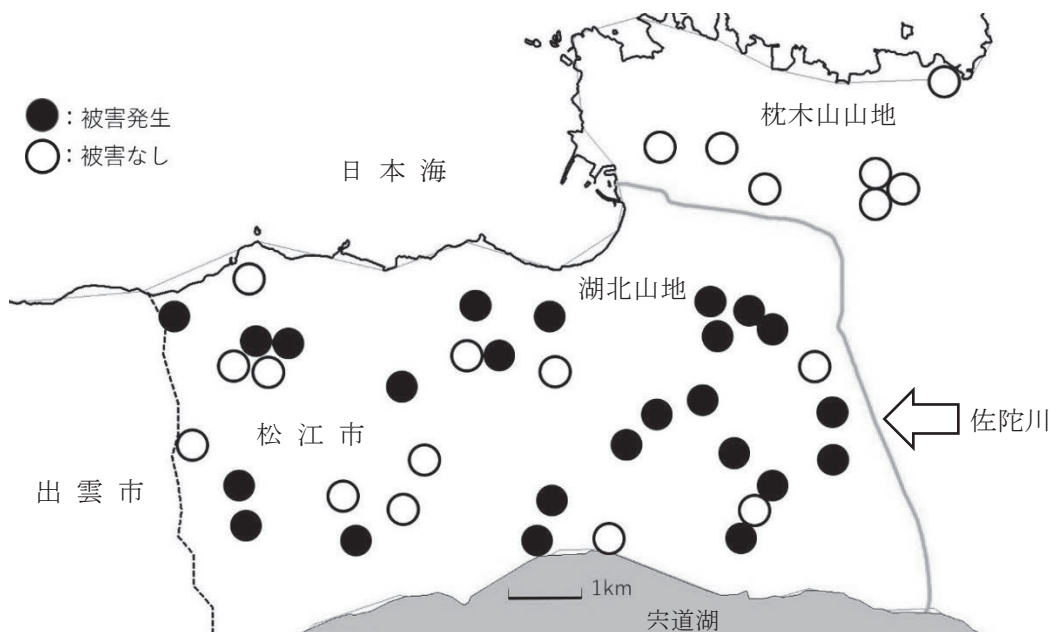 ●：被害発生
○：被害なし
枕木山山地
日本海
湖北山地
松江市
佐陀川
出雲市
1km
宍道湖